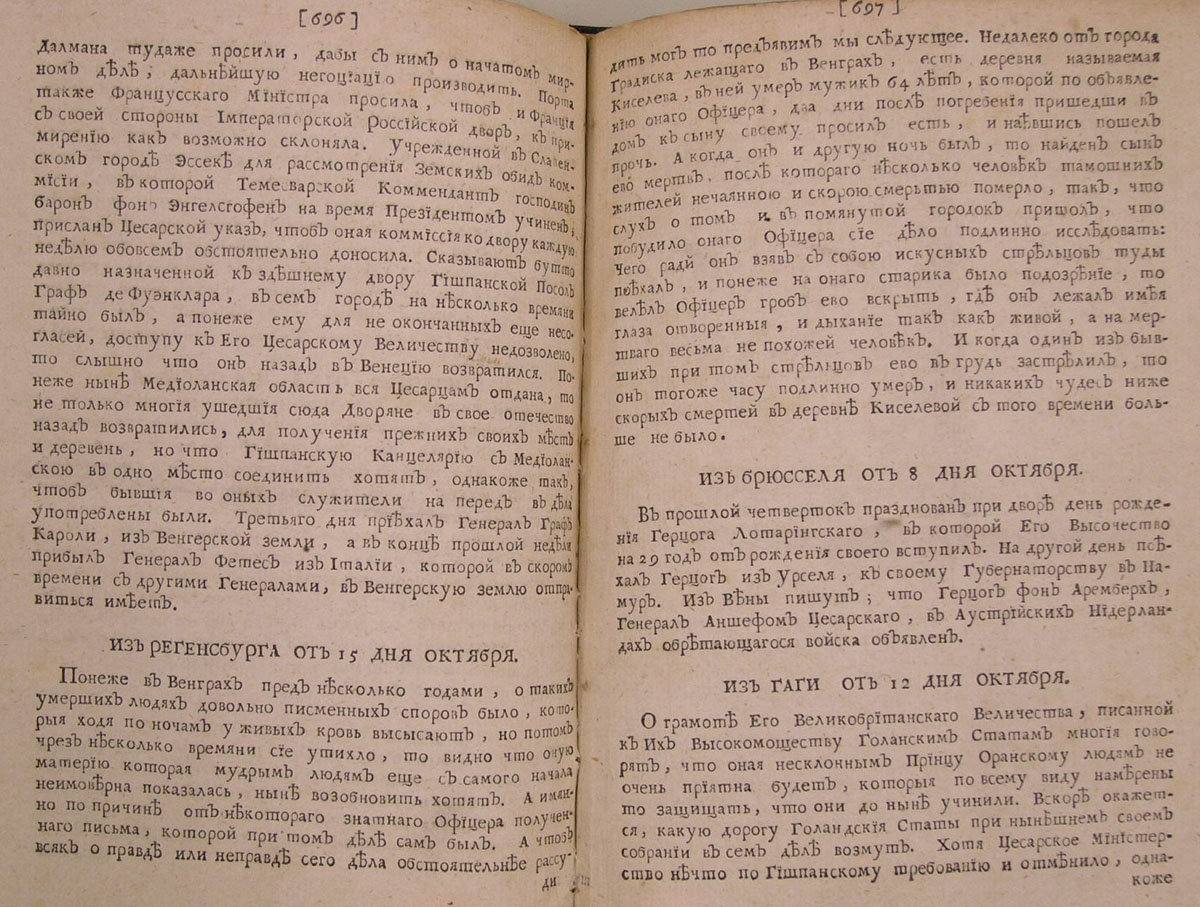 [696]
Далмана тудаже просили, дабы съ нимъ о начатомъ мир-
номъ дѣлѣ, дальнѣйшую негоціацію производить. Порта
также Французскаго Міністра просила, чтобъ и Франція
съ своей стороны Імператорской Россійской дворъ, къ при-
миренію какъ возможно склоняла. Учрежденной въ Славен-
скомъ городѣ Эссекѣ для рассмотренія Земскихъ обидъ ком-
місіи, въ которой Темесварской Коммендантъ господинъ
баронъ фонъ Энгелсгофенъ на время Презідентомъ учиненъ,
присланъ Цесарской указъ, чтобъ оная коммісія ко двору каждую
недѣлю обовсемъ обстоятельно доносила. Сказываютъ бутто
давно назначенной къ здѣшнему двору Гішпанской Посолъ
Графъ де Фуэнклара, въ семъ городѣ на нѣсколько времяни
тайно былъ, а понеже ему для не окончанныхъ еще несо-
гласей, доступу къ Его Цесарскому Величеству недозволено,
то слышно что онъ назадъ въ Венецію возвратился. По-
неже нынѣ Медіоланская область вся Цесарцамъ отдана, то
не только многія ушедшія сюда Дворяне въ свое отечество
назадъ возвратились, для полученія прежнихъ своихъ мѣстъ
и деревень, но что Гішпанскую Канцелярію съ Медіолан-
скою въ одно мѣсто соединить хотятъ, однакоже такъ,
чтобъ бывшія во оныхъ служители на передъ въ дѣла
употреблены были. Третьяго дня пріѣхалъ Генералъ Графъ
Кароли, изъ Венгерской земли, а въ концѣ прошлой недѣли
прибылъ Генералъ Фетесъ изъ Італіи, которой въ скоромъ
времени съ другими Генералами, въ Венгерскую землю отпра-
виться имѣетъ.
ИЗЪ РЕГЕНСБУРГА ОТЪ 15 ДНЯ ОКТЯБРЯ.
Понеже въ Венграхъ предъ нѣсколько годами, о такихъ
умершихъ людяхъ довольно писменныхъ споровъ было, кото-
рыя ходя по ночамъ у живыхъ кровь высысаютъ, но потомъ
чрезъ нѣсколько времяни сіе утихло, то видно что оную
матерію которая мудрымъ людямъ еще съ самого начала
неимовѣрна показалась, нынѣ возобновить хотятъ. А имян-
но по причинѣ отъ нѣкотораго знатнаго Офіцера получен-
наго письма, которой при томъ дѣлѣ самъ былъ. А чтобъ
всякъ о правдѣ или неправдѣ сего дѣла обстоятельнѣе рассу-
ди
[697]
дить могъ то предъявимъ мы слѣдующее. Недалеко отъ города
Градиска лежащаго въ Венграхъ, есть деревня называемая
Киселева, въ ней умеръ мужикъ 64 лѣтъ, которой по объявле-
нію онаго Офіцера, два дни послѣ погребенія пришедши въ
домъ къ сыну своему просилъ есть, и наѣвшись пошелъ
прочь. А когда онъ и другую ночь былъ, то найденъ сынъ
ево мертвъ, послѣ котораго нѣсколько человѣкъ тамошнихъ
жителей нечаянною и скорою смертью померло, такъ, что
слухъ о томъ и въ помянутой городокъ пришолъ, что
побудило онаго Офіцера сіе дѣло подлинно исслѣдовать:
Чего ради онъ взявъ съ собою искусныхъ стрѣльцовъ туды
поѣхалъ, и понеже на онаго старика было подозрѣніе, то
велѣлъ Офіцеръ гробъ ево вскрыть, гдѣ онъ лежалъ имѣя
глаза отворенныя, и дыханіе такъ какъ живой, а на мер-
тваго весьма не похожей человѣкъ. И когда одинъ изъ быв-
шихъ при томъ стрѣльцовъ ево въ грудь застрѣлилъ, то
онъ тогоже часу подлинно умеръ, и никакихъ чудесъ ниже
скорыхъ смертей въ деревнѣ Киселевой съ того времени боль-
ше не было.
ИЗЪ БРЮССЕЛЯ ОТЪ 8 ДНЯ ОКТЯБРЯ.
Въ прошлой четвертокъ празднованъ при дворѣ день рожде-
нія Герцога Лотарінгскаго, въ которой Его Высочество
на 29 годъ отъ рожденія своего вступилъ. На другой день поѣ-
халъ Герцогъ изъ Урселя, къ своему Губернаторству въ На-
муръ. Изъ Вѣны пишутъ; что Герцогъ фонъ Арембергъ,
Генералъ Аншефомъ Цесарскаго, въ Аустрійскихъ Нідерлан-
дахъ обрѣтающагося войска объявленъ.
ИЗЪ ГАГИ ОТЪ 12 ДНЯ ОКТЯБРЯ.
О грамотѣ Его Великобрітанскаго Величества, писанной
къ Ихъ Высокомоществу Голанскимъ Статамъ многія гово-
рятъ, что оная несклоннымъ Прінцу Оранскому людямъ не
очень пріятна будетъ, которыя по всему виду намѣрены
то защищать, что они до нынѣ учинили. Вскорѣ окажет-
ся, какую дорогу Голандскія Статы при нынѣшнемъ своемъ
собраніи въ семъ дѣлѣ возмутъ. Хотя Цесарское Міністер-
ство нѣчто по Гішпанскому требованію и отмѣнило, одна-
коже